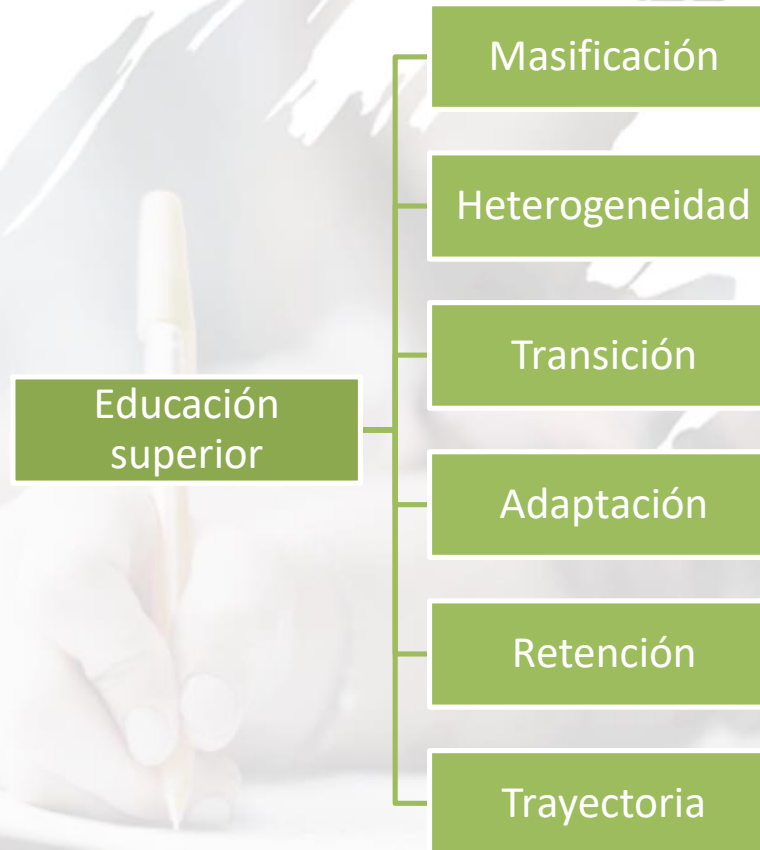 Masificación
Heterogeneidad
Transición
Educación
superior
Adaptación
Retención
Trayectoria